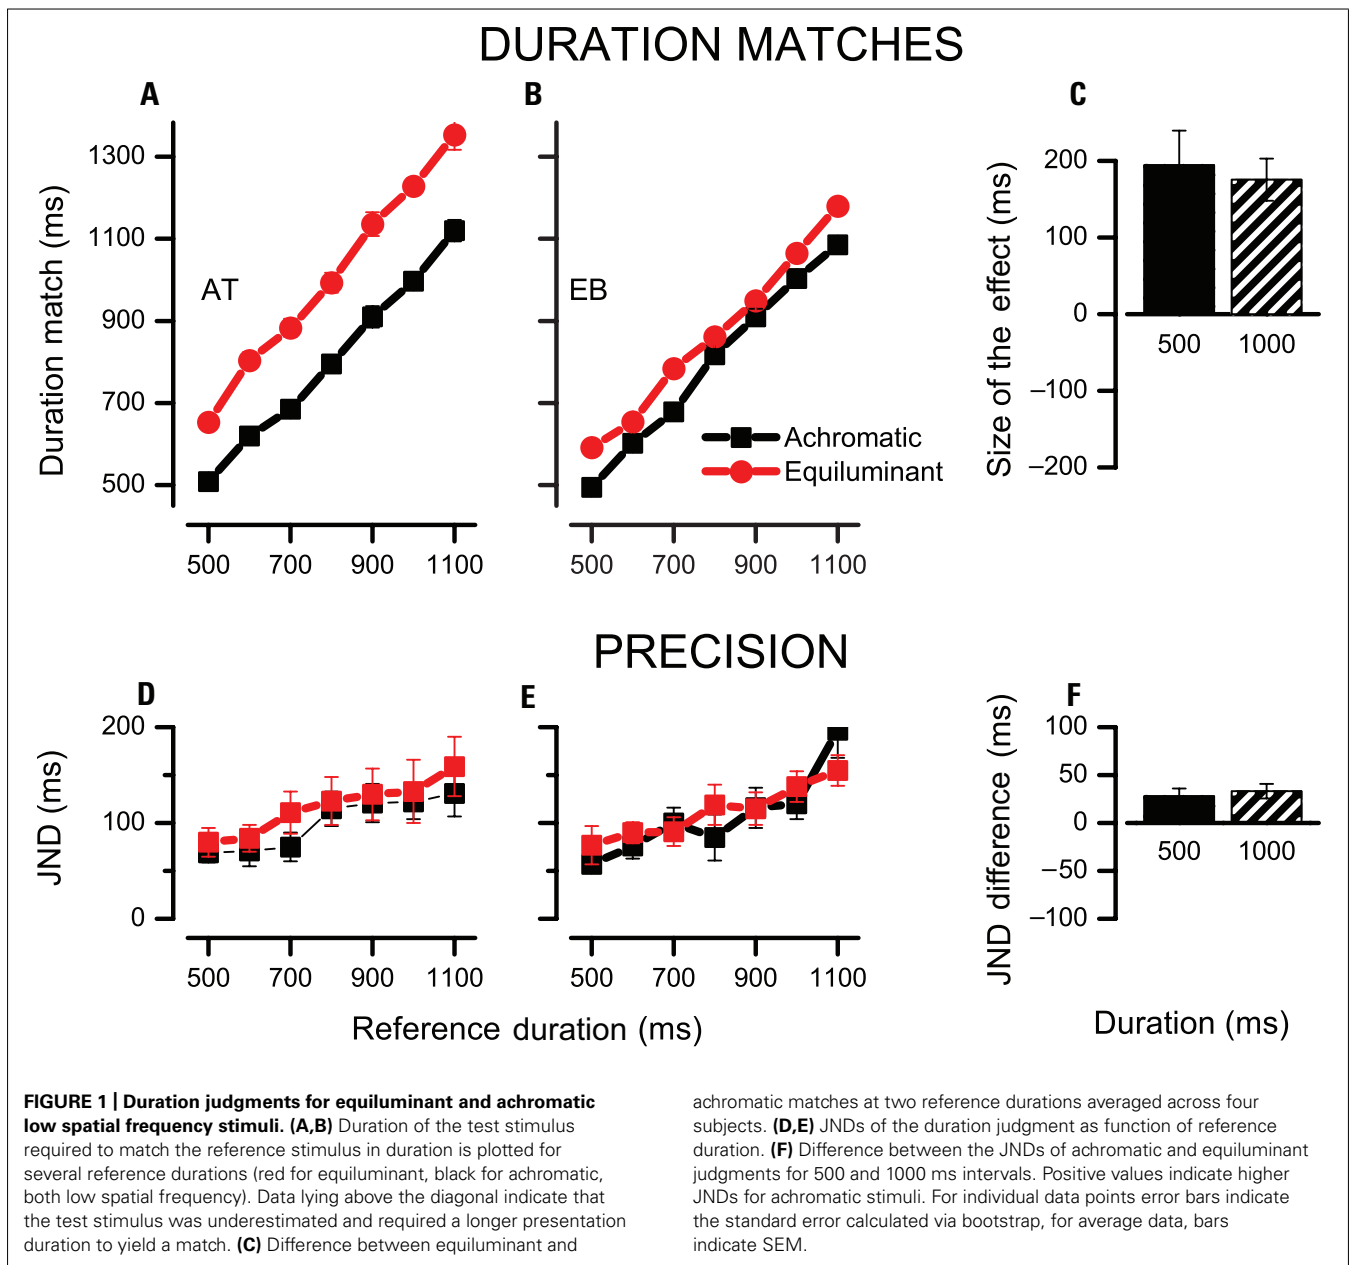 DURATION MATCHES
A
B
C
Duration match (ms)
1300
1100
900
700
500
AT
500
700
900
1100
EB
Achromatic
Equiluminant
500
700
900
1100
Size of the effect (ms)
200
100
0
−100
−200
500
1000
PRECISION
D
E
F
JND (ms)
200
100
0
500
700
900
1100
500
700
900
1100
Reference duration (ms)
JND difference (ms)
100
50
0
−50
−100
500
1000
Duration (ms)
FIGURE 1 | Duration judgments for equiluminant and achromatic
low spatial frequency stimuli. (A,B) Duration of the test stimulus
required to match the reference stimulus in duration is plotted for
several reference durations (red for equiluminant, black for achromatic,
both low spatial frequency). Data lying above the diagonal indicate that
the test stimulus was underestimated and required a longer presentation
duration to yield a match. (C) Difference between equiluminant and
achromatic matches at two reference durations averaged across four
subjects. (D,E) JNDs of the duration judgment as function of reference
duration. (F) Difference between the JNDs of achromatic and equiluminant
judgments for 500 and 1000 ms intervals. Positive values indicate higher
JNDs for achromatic stimuli. For individual data points error bars indicate
the standard error calculated via bootstrap, for average data, bars
indicate SEM.